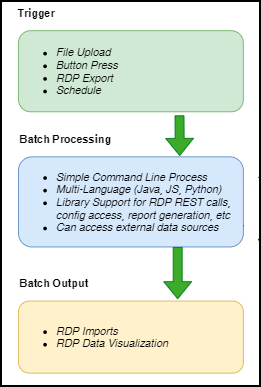 Trigger
File Upload
Button Press
RDP Export
Schedule
Batch Processing
Simple Command Line Process
Multi-Language (Java, JS, Python)
Library Support for RDP REST calls,
config access, report generation, etc
Can access external data sources
Batch Output
RDP Imports
RDP Data Visualization